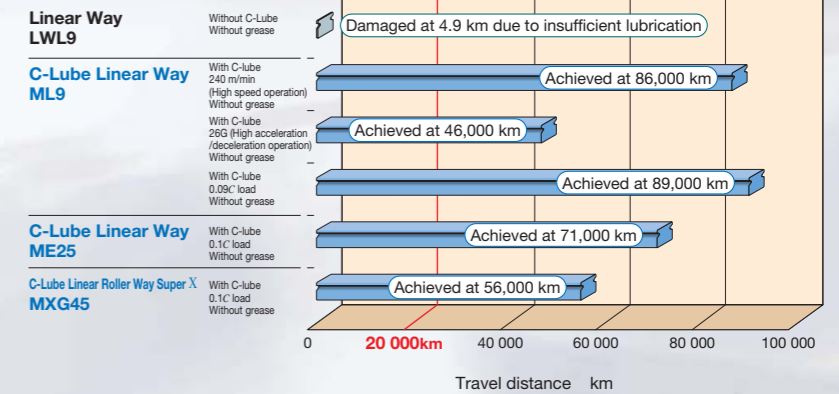 Linear Way
LWL9
Without C-Lube
Without grease
Damaged at 4.9 km due to insufficient lubrication
C-Lube Linear Way
ML9
With C-lube
240 m/min
(High speed operation)
Without grease
Achieved at 86,000 km
With C-lube
26G (High acceleration
/deceleration operation)
Without grease
Achieved at 46,000 km
With C-lube
0.09C load
Without grease
Achieved at 89,000 km
C-Lube Linear Way
ME25
With C-lube
0.1C load
Without grease
Achieved at 71,000 km
C-Lube Linear Roller Way Super X
MXG45
With C-lube
0.1C load
Without grease
Achieved at 56,000 km
0 20 000km 40 000 60 000 80 000 100 000
Travel distance km